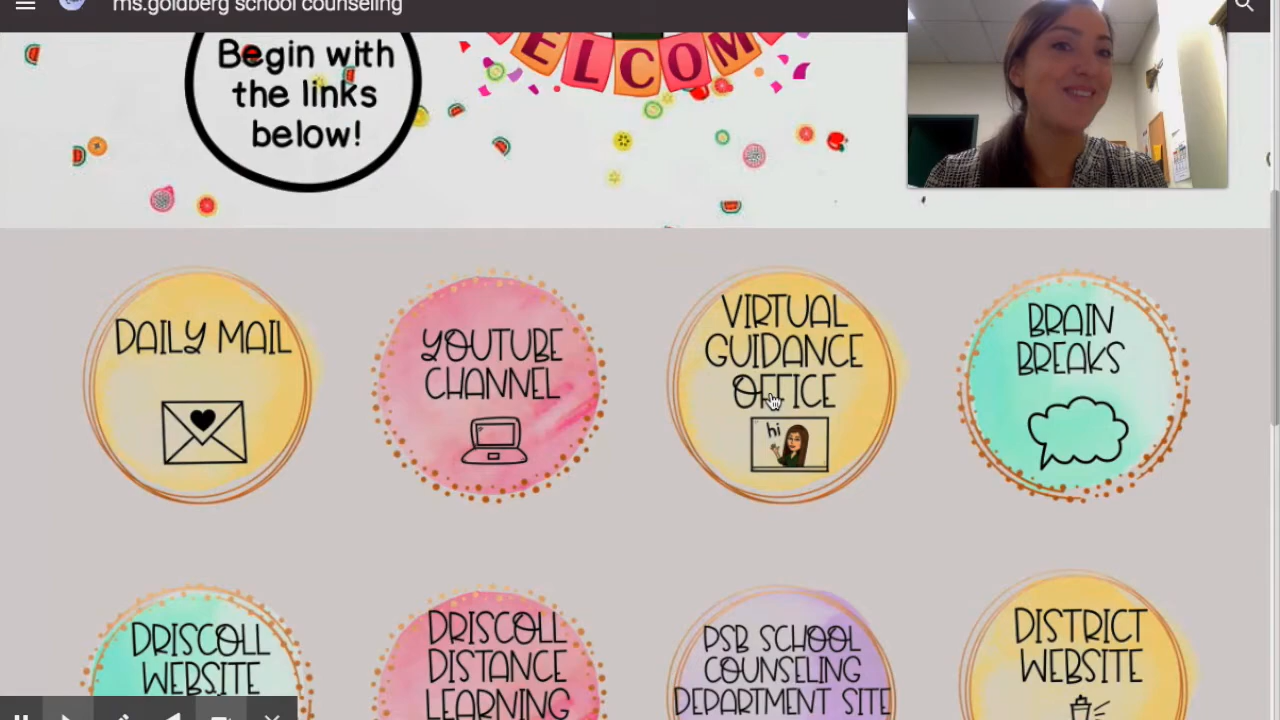 ms.goldberg school counseling
Begin with
the links
below!
WELCOME
DAILY MAIL
YOUTUBE
CHANNEL
VIRTUAL
GUIDANCE
OFFICE
hi
BRAIN
BREAKS
DRISCOLL
WEBSITE
DRISCOLL
DISTANCE
LEARNING
PSB SCHOOL
COUNSELING
DEPARTMENT SITE
DISTRICT
WEBSITE